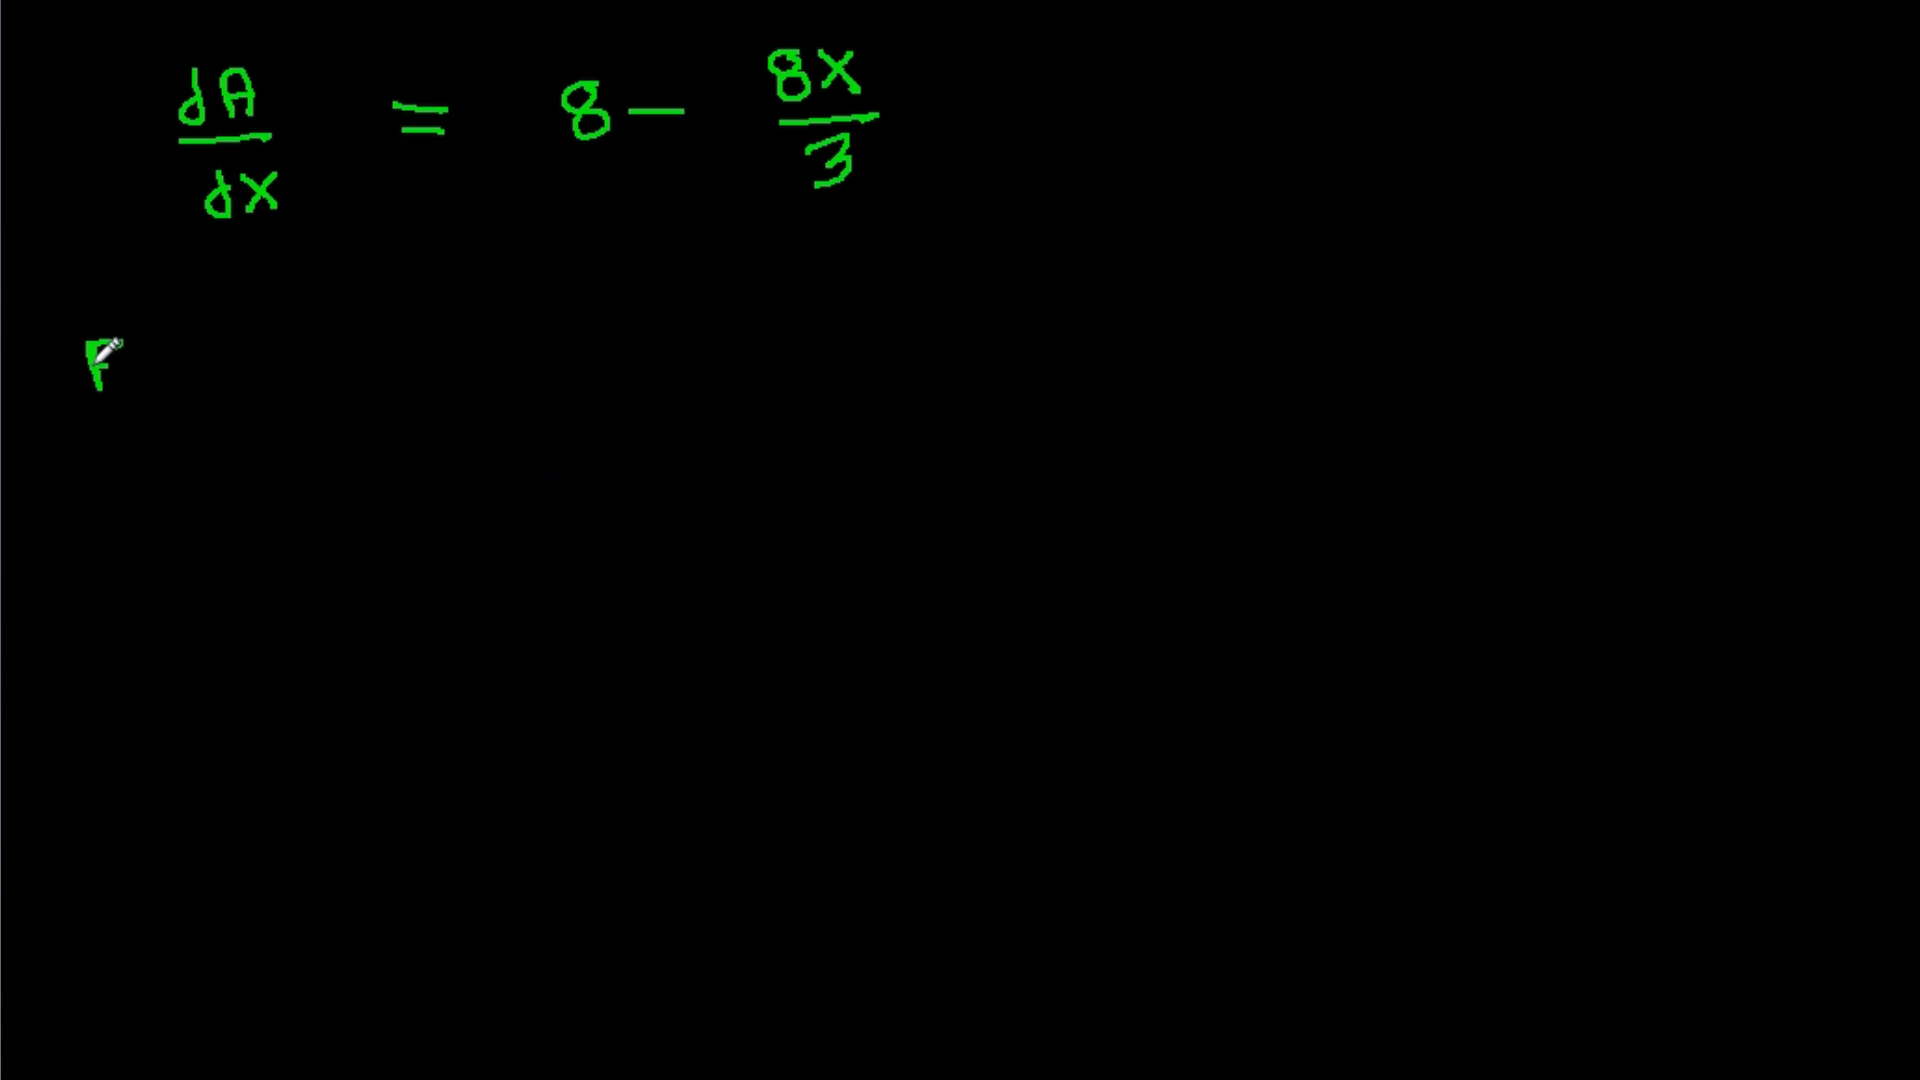 dA/dx = 8 - 8x/3
F